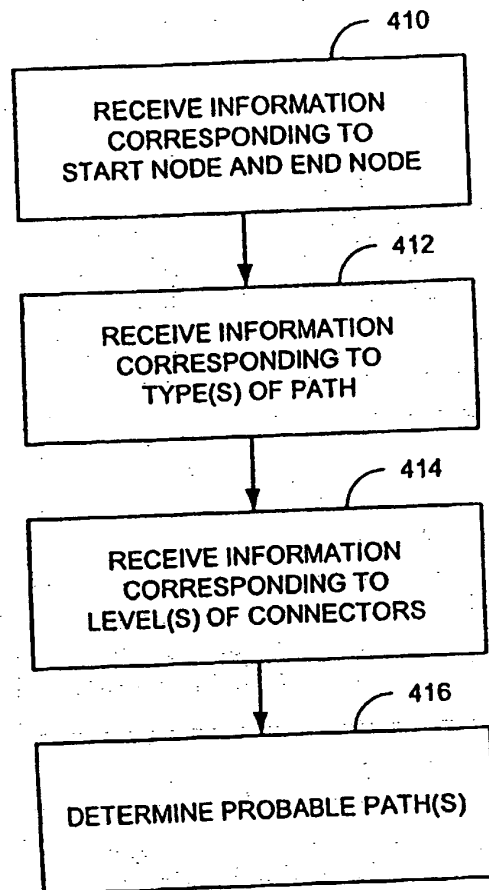 410
RECEIVE INFORMATION
CORRESPONDING TO
START NODE AND END NODE
412
RECEIVE INFORMATION
CORRESPONDING TO
TYPE(S) OF PATH
414
RECEIVE INFORMATION
CORRESPONDING TO
LEVEL(S) OF CONNECTORS
416
DETERMINE PROBABLE PATH(S)